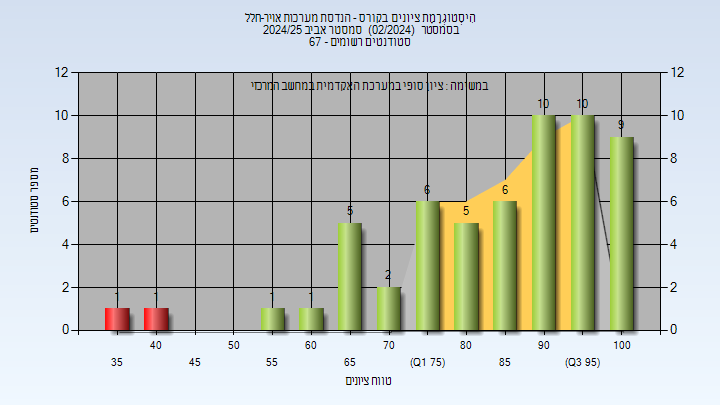 היסטוגרמת ציונים בקורס - הנדסת מערכות אויר-חלל
בסמסטר (02/2024) סמסטר אביב 2024/25
סטודנטים רשומים - 67
במשימה : ציון סופי במערכת האקדמית במחשב המרכזי
12 12
10 10
8 8
6 6
4 4
2 2
0 0
מספר סטודנטים
1 1 1 1 5 2 6 5 6 10 10 9
35 40 45 50 55 60 65 70 (Q1 75) 80 85 90 (Q3 95) 100
טווח ציונים